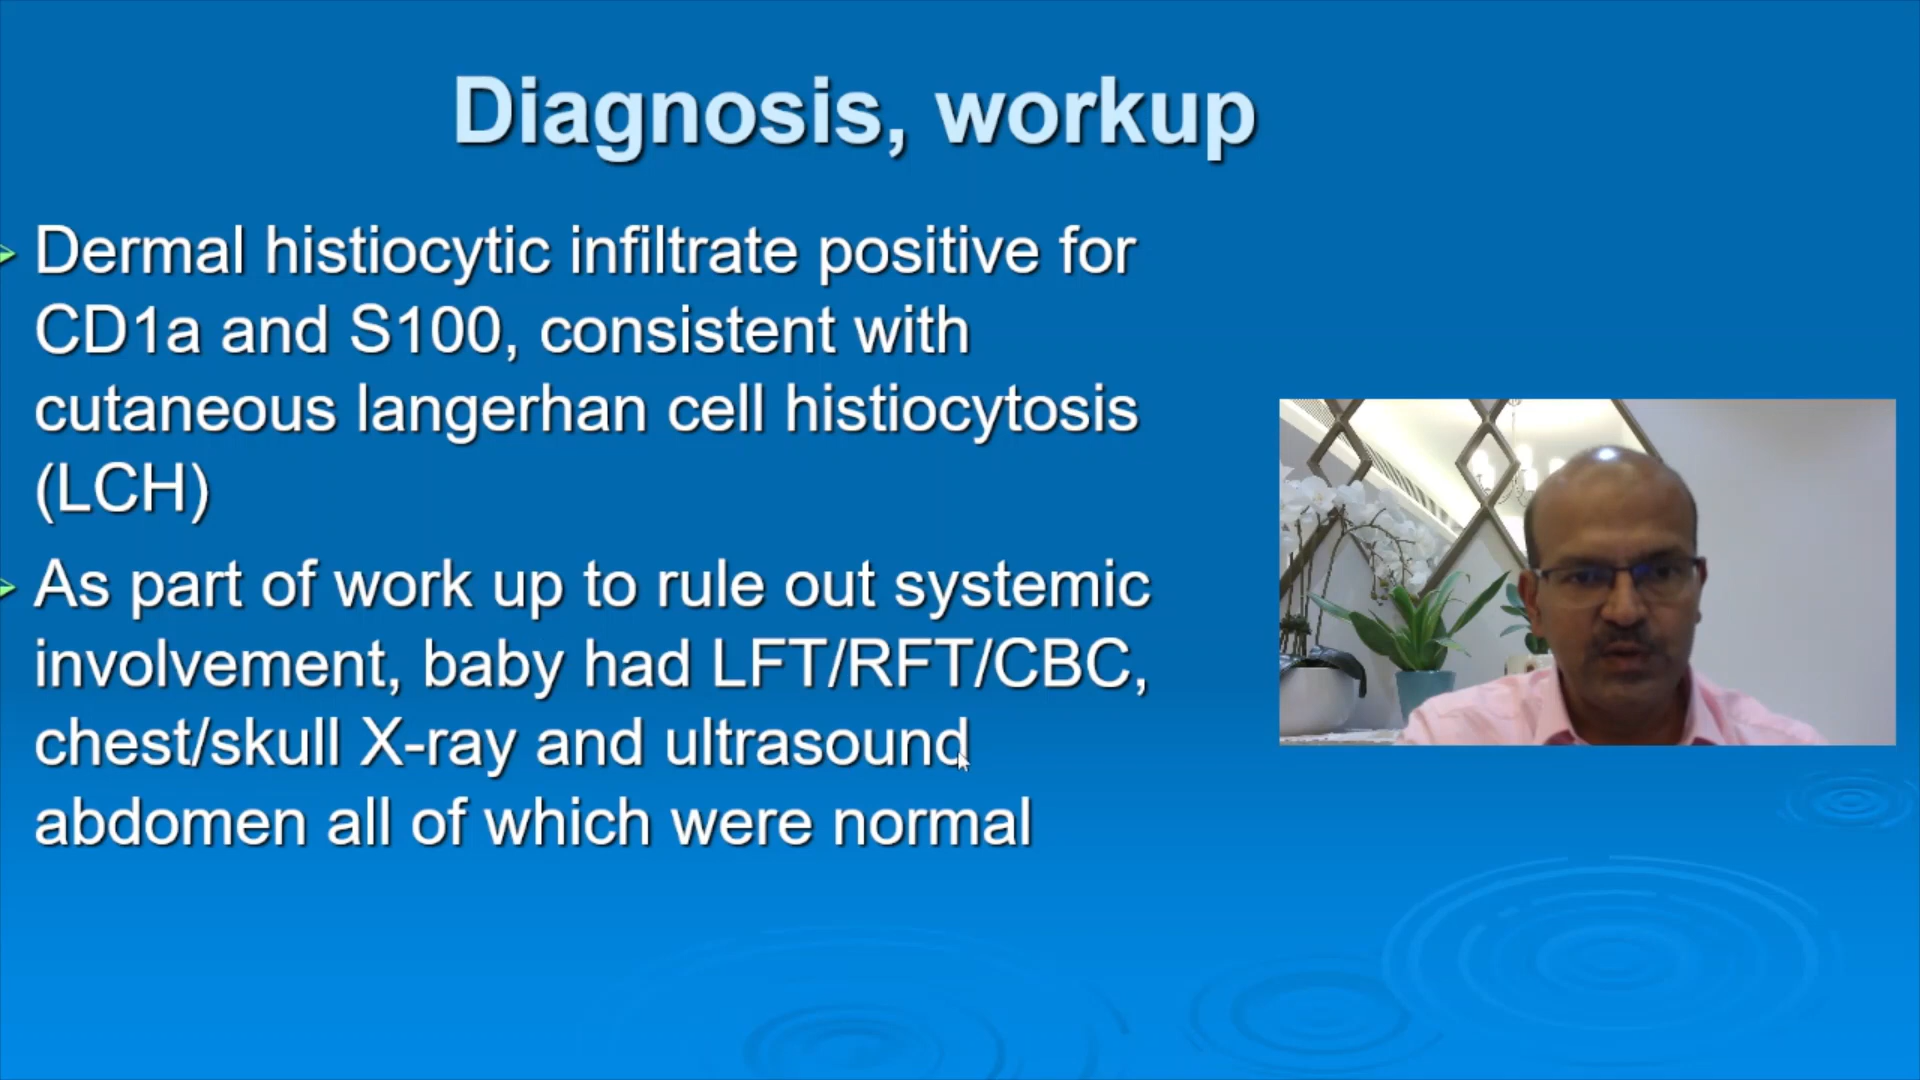 Diagnosis, workup
Dermal histiocytic infiltrate positive for
CD1a and S100, consistent with
cutaneous langerhan cell histiocytosis
(LCH)
As part of work up to rule out systemic
involvement, baby had LFT/RFT/CBC,
chest/skull X-ray and ultrasound
abdomen all of which were normal